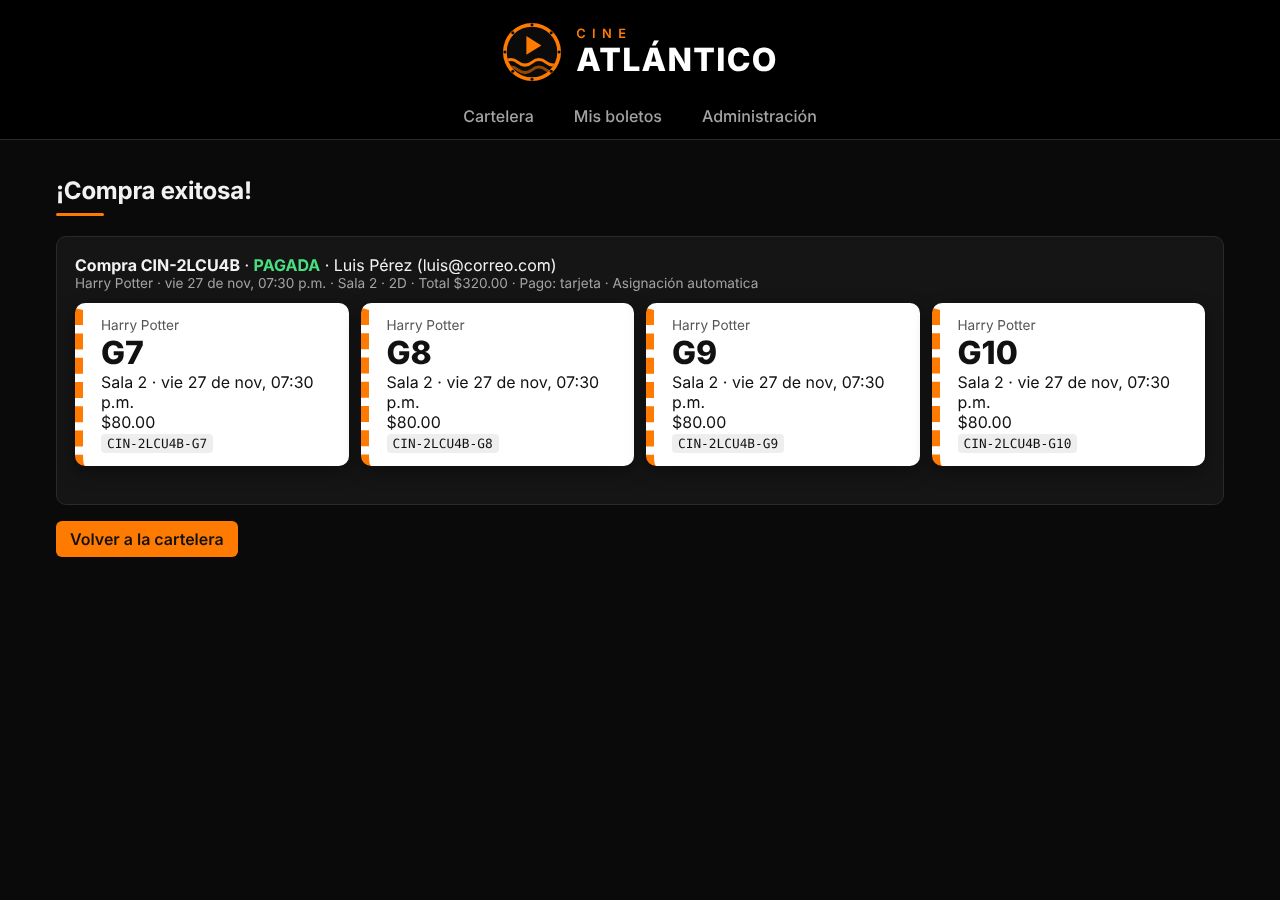 CINE
ATLÁNTICO
Cartelera Mis boletos Administración
¡Compra exitosa!
Compra CIN-2LCU4B · PAGADA · Luis Pérez (luis@correo.com)
Harry Potter · vie 27 de nov, 07:30 p.m. · Sala 2 · 2D · Total $320.00 · Pago: tarjeta · Asignación automatica
Harry Potter
G7
Sala 2 · vie 27 de nov, 07:30
p.m.
$80.00
CIN-2LCU4B-G7
Harry Potter
G8
Sala 2 · vie 27 de nov, 07:30
p.m.
$80.00
CIN-2LCU4B-G8
Harry Potter
G9
Sala 2 · vie 27 de nov, 07:30
p.m.
$80.00
CIN-2LCU4B-G9
Harry Potter
G10
Sala 2 · vie 27 de nov, 07:30
p.m.
$80.00
CIN-2LCU4B-G10
Volver a la cartelera